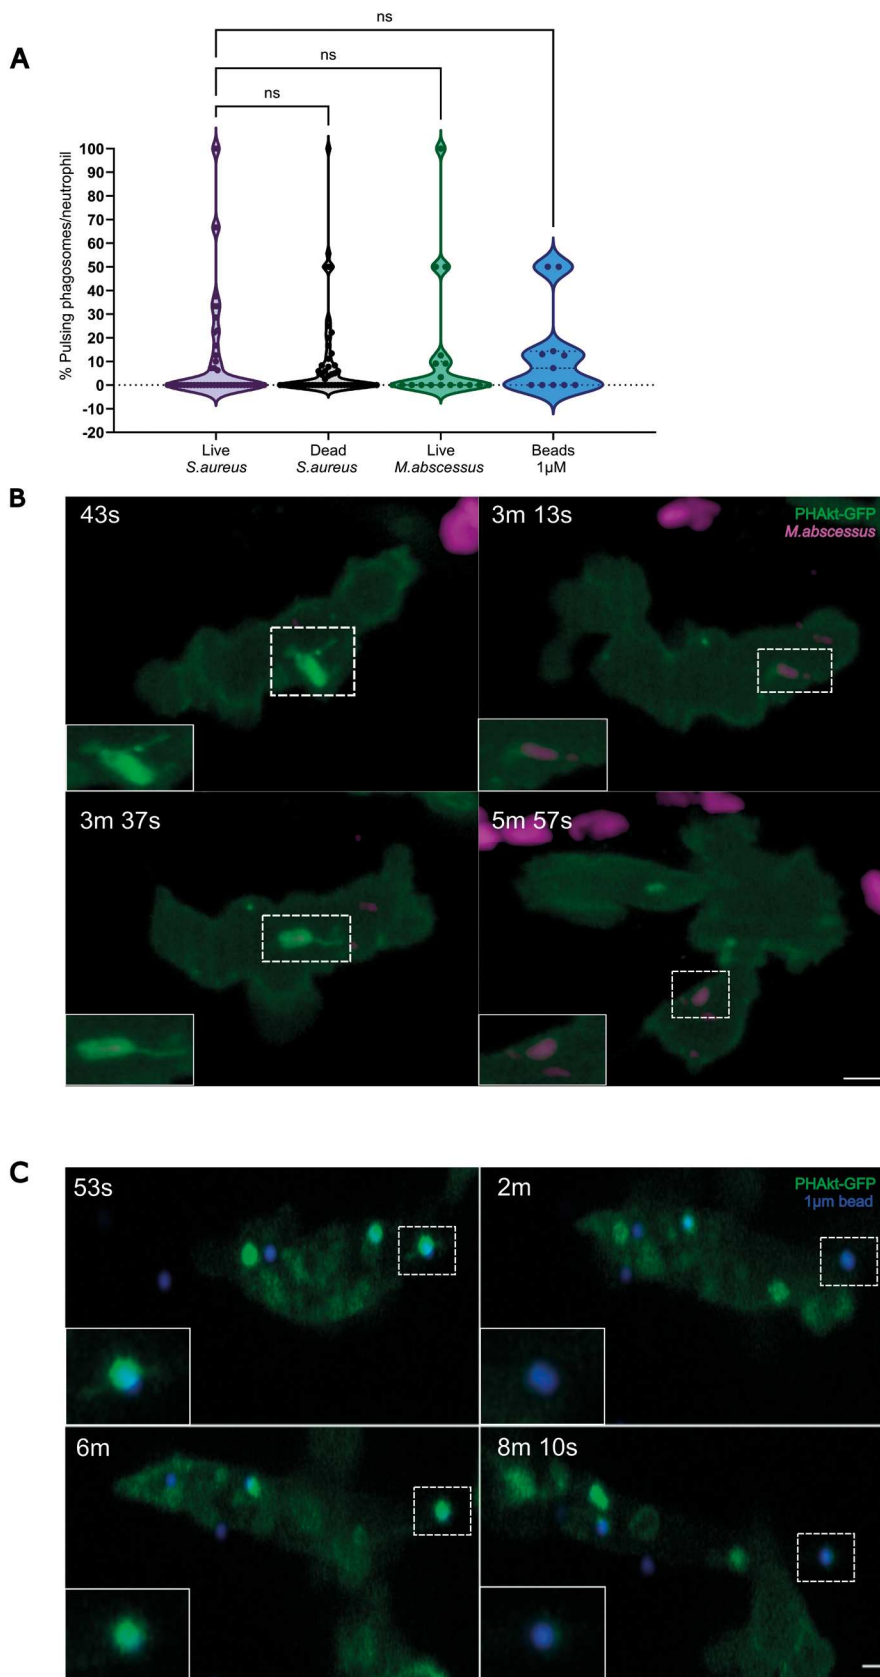 A
ns
ns
ns
% Pulsing phagosomes/neutrophil
100
90
80
70
60
50
40
30
20
10
0
-10
-20
Live
S.aureus
Dead
S.aureus
Live
M.abscessus
Beads
1µM
B
43s
3m 13s
PHAkt-GFP
M.abscessus
3m 37s
5m 57s
C
53s
2m
PHAkt-GFP
1µm bead
6m
8m 10s